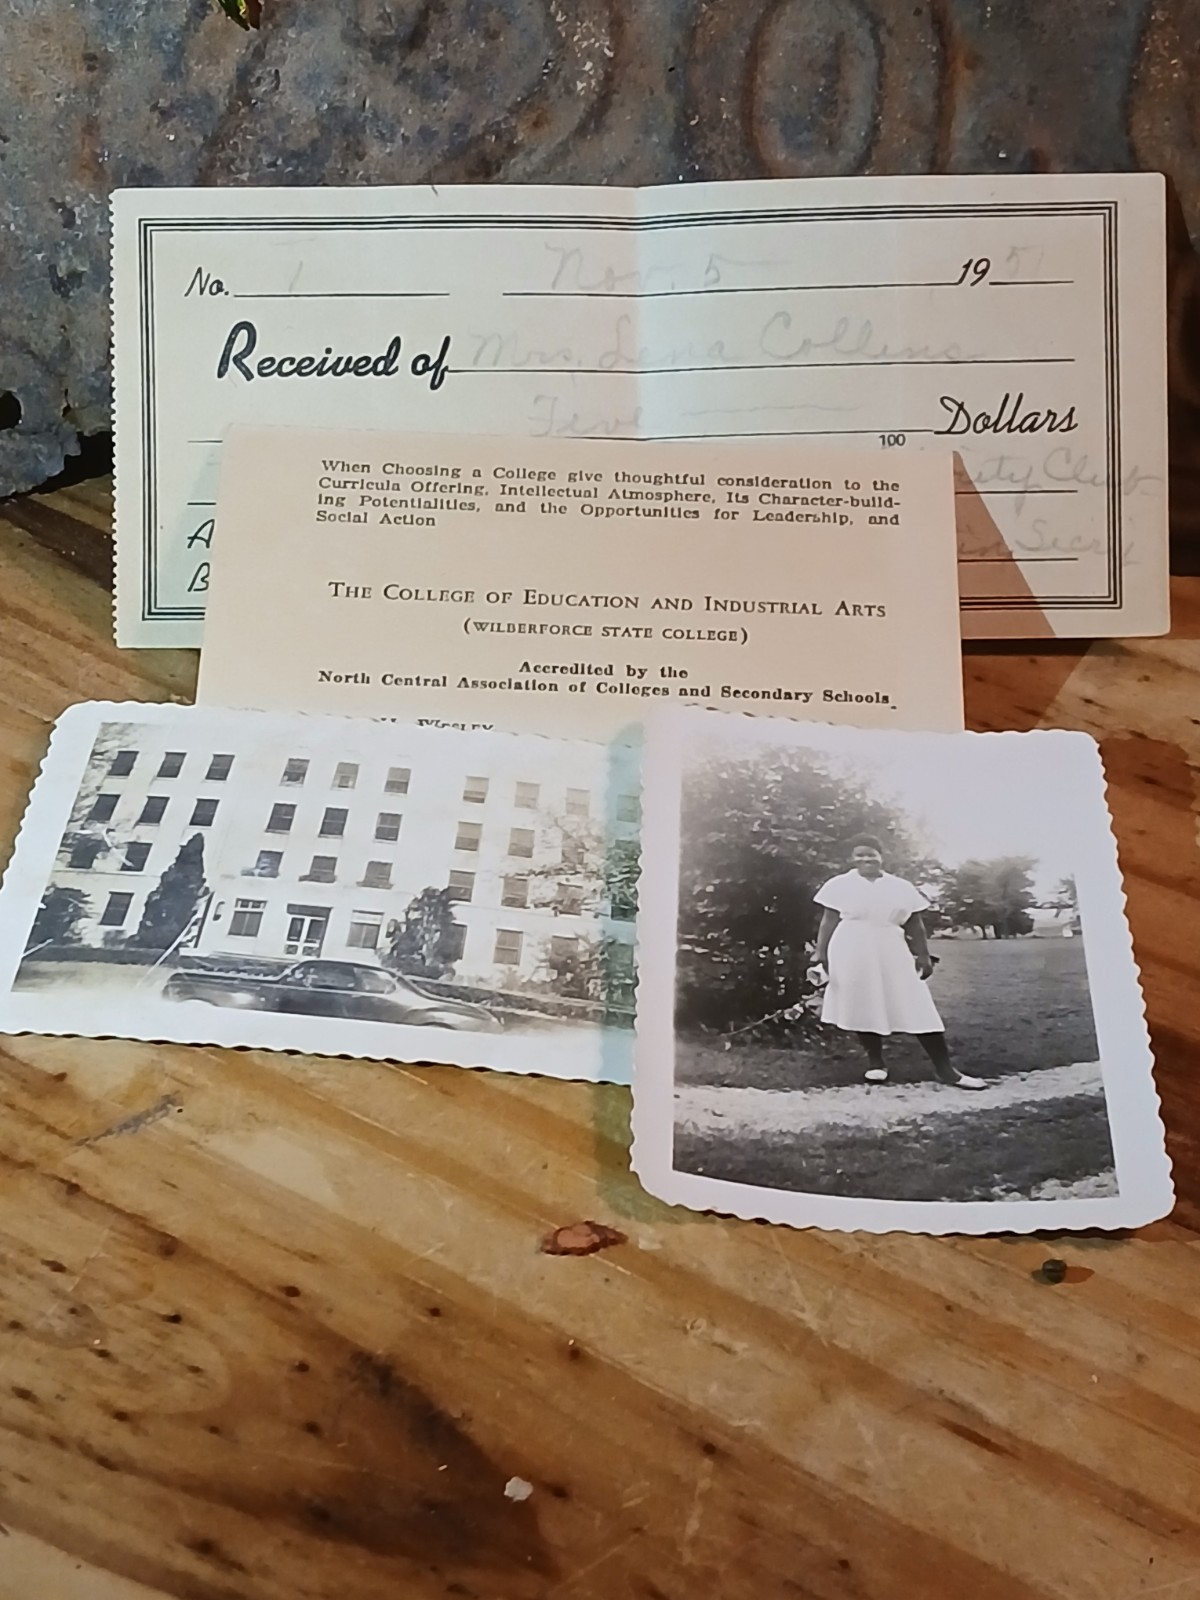 No. 1 Nov. 5 1951
Received of Mrs. Lena Collins
Five Dollars
100
When Choosing a College give thoughtful consideration to the
Curricula Offering, Intellectual Atmosphere, Its Character-build-
ing Potentialities, and the Opportunities for Leadership, and
Social Action
THE COLLEGE OF EDUCATION AND INDUSTRIAL ARTS
(WILBERFORCE STATE COLLEGE)
Accredited by the
North Central Association of Colleges and Secondary Schools.
Club
Sec'y
A
B